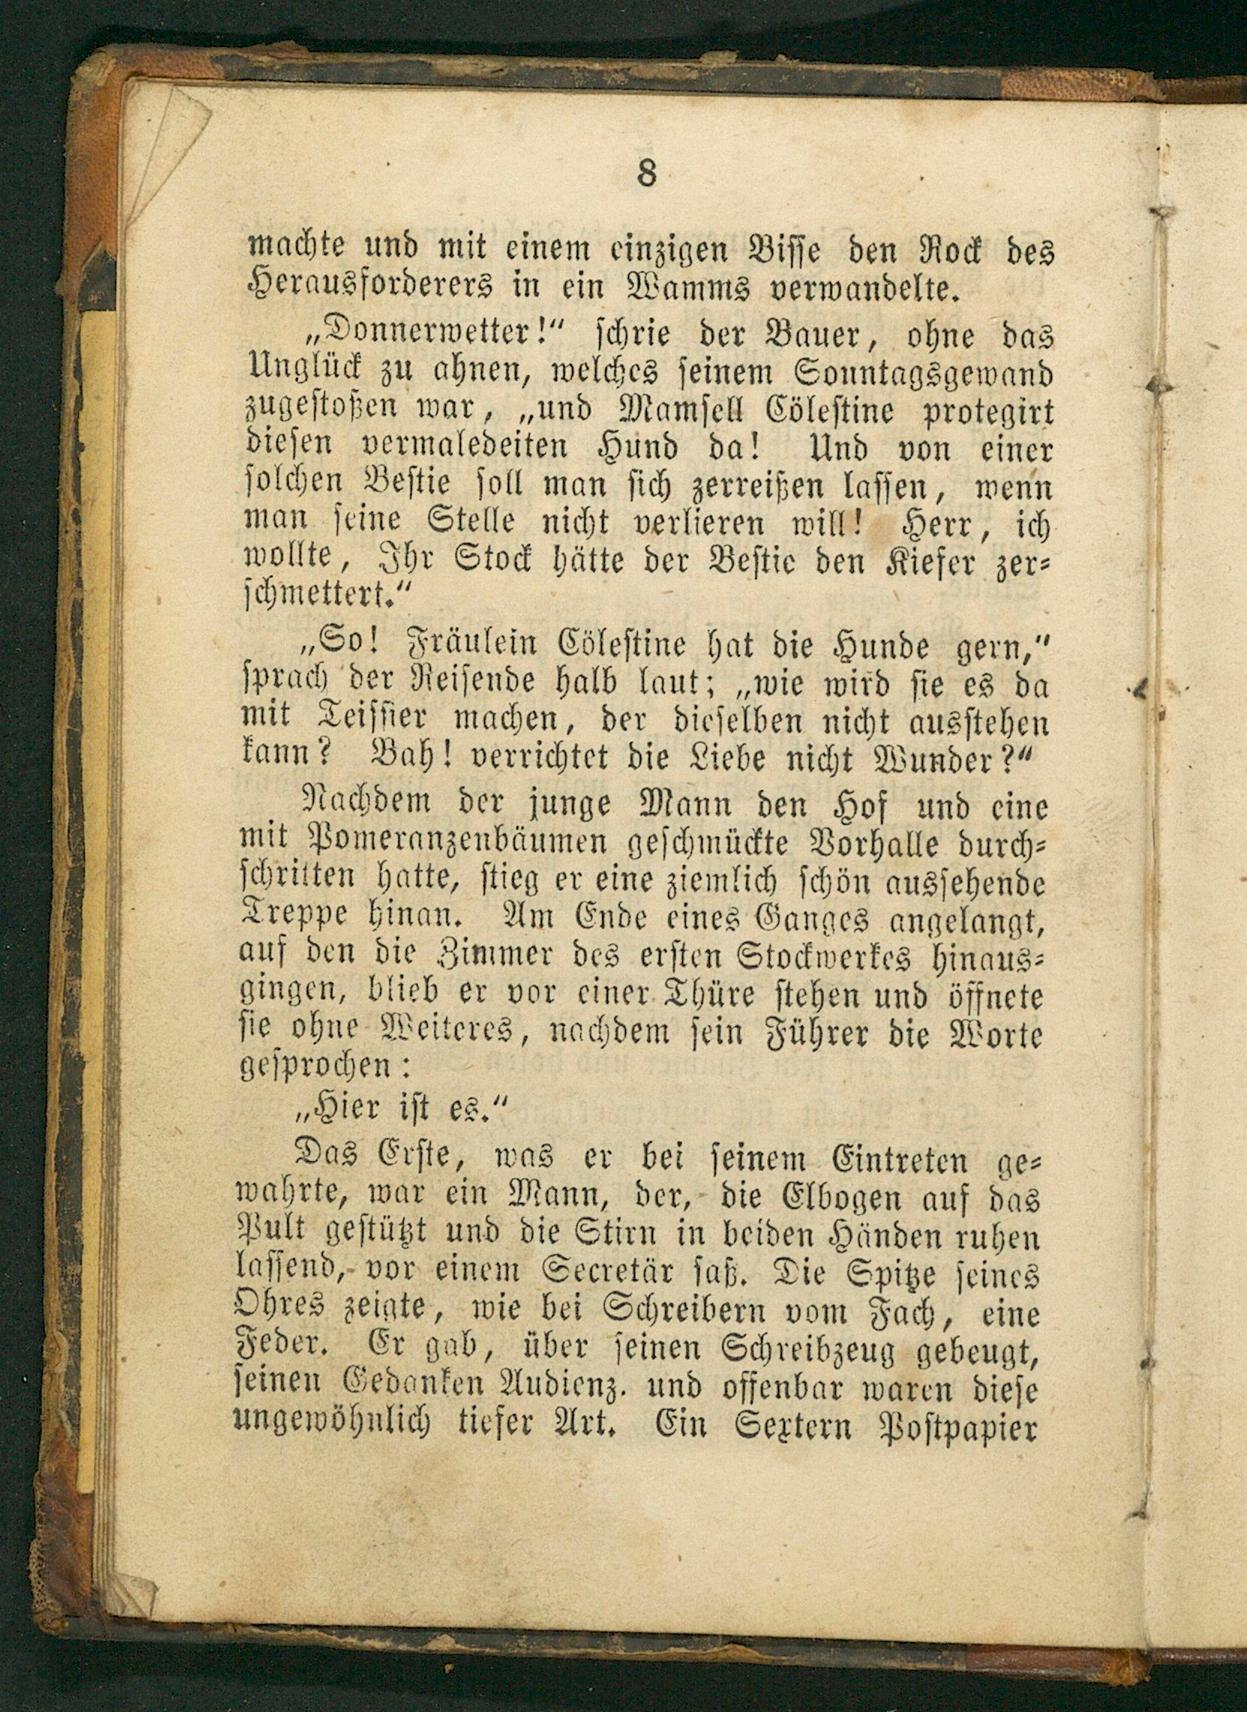 8
machte und mit einem einzigen Bisse den Rock des
Herausforderers in ein Wamms verwandelte.
„Donnerwetter!“ schrie der Bauer, ohne das
Unglück zu ahnen, welches seinem Sonntagsgewand
zugestoßen war, „und Mamsell Cölestine protegirt
diesen vermaledeiten Hund da! Und von einer
solchen Bestie soll man sich zerreißen lassen, wenn
man seine Stelle nicht verlieren will! Herr, ich
wollte, Ihr Stock hätte der Bestie den Kiefer zer-
schmettert.“
„So! Fräulein Cölestine hat die Hunde gern,“
sprach der Reisende halb laut; „wie wird sie es da
mit Teissier machen, der dieselben nicht ausstehen
kann? Bah! verrichtet die Liebe nicht Wunder?“
Nachdem der junge Mann den Hof und eine
mit Pomeranzenbäumen geschmückte Vorhalle durch-
schritten hatte, stieg er eine ziemlich schön aussehende
Treppe hinan. Am Ende eines Ganges angelangt,
auf den die Zimmer des ersten Stockwerkes hinaus-
gingen, blieb er vor einer Thüre stehen und öffnete
sie ohne Weiteres, nachdem sein Führer die Worte
gesprochen:
„Hier ist es.“
Das Erste, was er bei seinem Eintreten ge-
wahrte, war ein Mann, der, die Elbogen auf das
Pult gestützt und die Stirn in beiden Händen ruhen
lassend, vor einem Secretär saß. Die Spitze seines
Ohres zeigte, wie bei Schreibern vom Fach, eine
Feder. Er gab, über seinen Schreibzeug gebeugt,
seinen Gedanken Audienz. und offenbar waren diese
ungewöhnlich tiefer Art. Ein Sextern Postpapier